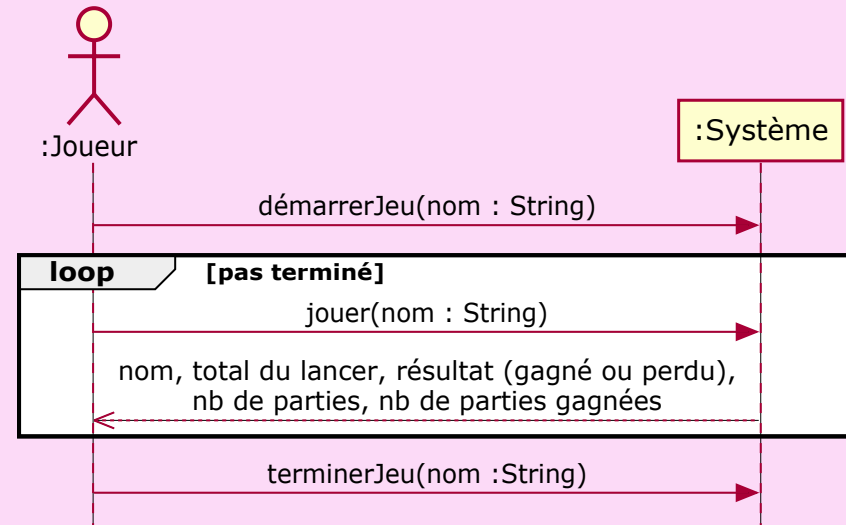 :Joueur
:Système
démarrerJeu(nom : String)
loop [pas terminé]
jouer(nom : String)
nom, total du lancer, résultat (gagné ou perdu),
nb de parties, nb de parties gagnées
terminerJeu(nom :String)